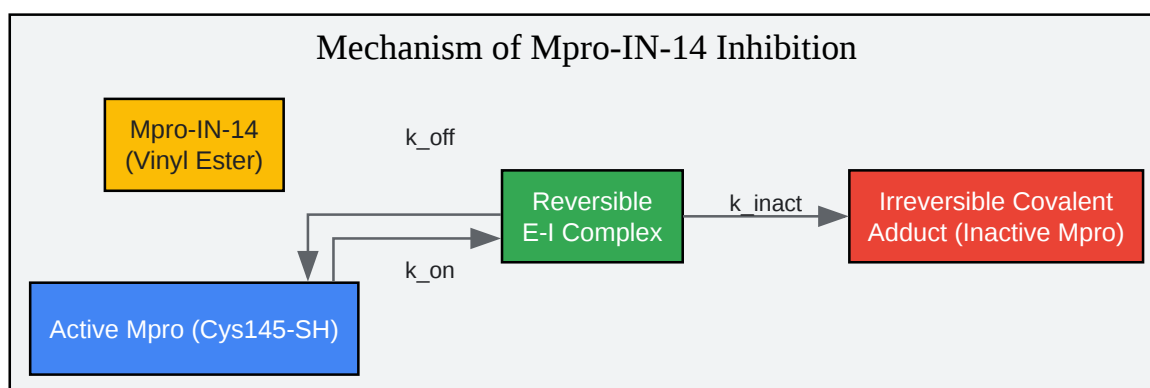 Mechanism of Mpro-IN-14 Inhibition
Mpro-IN-14
(Vinyl Ester)
k_off
Reversible
E-I Complex
k_inact
Irreversible Covalent
Adduct (Inactive Mpro)
k_on
Active Mpro (Cys145-SH)